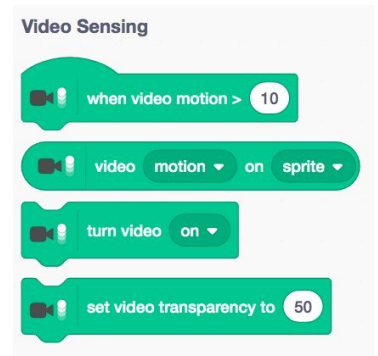 Video Sensing
when video motion > 10
video motion on sprite
turn video on
set video transparency to 50